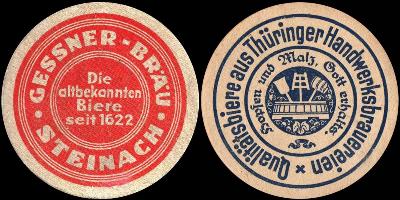 GESSNER-BRÄU
Die
altbekannten
Biere
seit 1622
· STEINACH ·
Qualitätsbiere aus Thüringer Handwerksbrauereien ×
Hopfen und Malz, Gott erhalts.